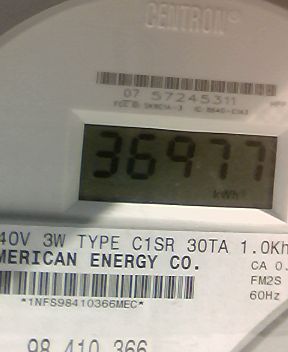 CENTRON®
07 57245311
36977
kWh
40V 3W TYPE C1SR 30TA 1.0Kh
MERICAN ENERGY CO.
CA 0.
FM2S
*1NFS98410366MEC*
60Hz
98 410 366